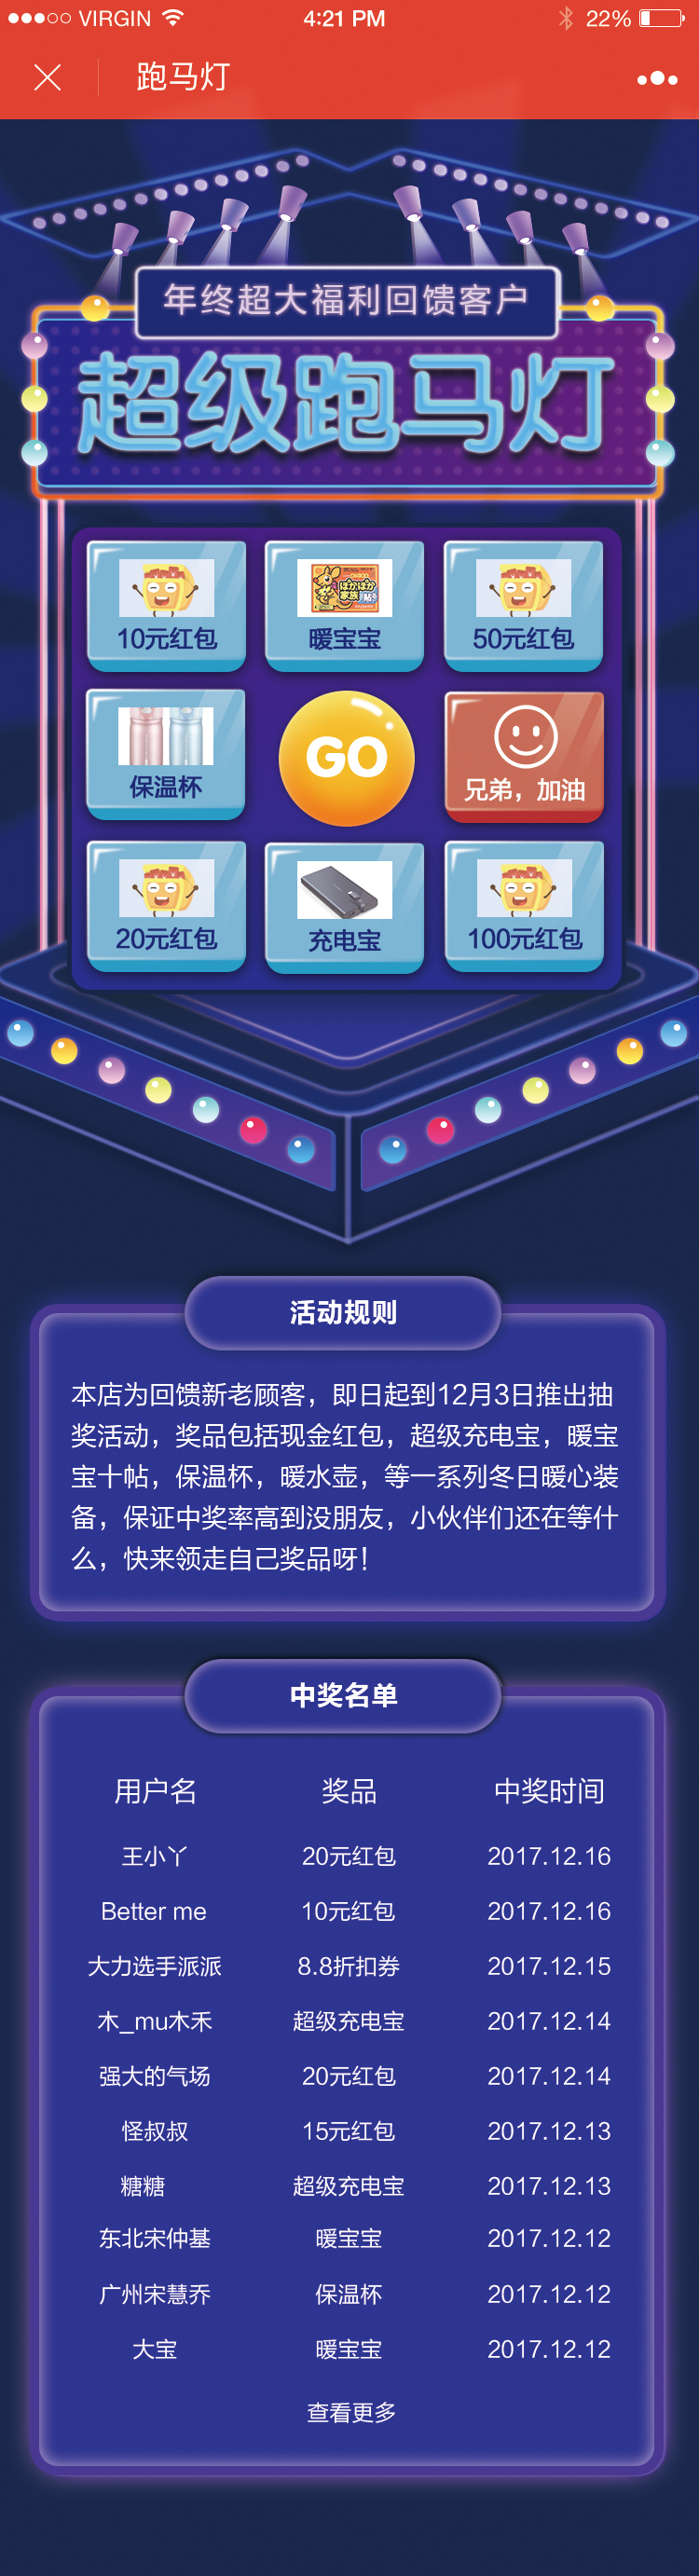 VIRGIN 4:21 PM 22%
跑马灯
年终超大福利回馈客户
超级跑马灯
10元红包 暖宝宝 50元红包
保温杯 GO 兄弟，加油
20元红包 充电宝 100元红包
活动规则
本店为回馈新老顾客，即日起到12月3日推出抽
奖活动，奖品包括现金红包，超级充电宝，暖宝
宝十帖，保温杯，暖水壶，等一系列冬日暖心装
备，保证中奖率高到没朋友，小伙伴们还在等什
么，快来领走自己奖品呀！
中奖名单
用户名 奖品 中奖时间
王小丫 20元红包 2017.12.16
Better me 10元红包 2017.12.16
大力选手派派 8.8折扣券 2017.12.15
木_mu木禾 超级充电宝 2017.12.14
强大的气场 20元红包 2017.12.14
怪叔叔 15元红包 2017.12.13
糖糖 超级充电宝 2017.12.13
东北宋仲基 暖宝宝 2017.12.12
广州宋慧乔 保温杯 2017.12.12
大宝 暖宝宝 2017.12.12
查看更多